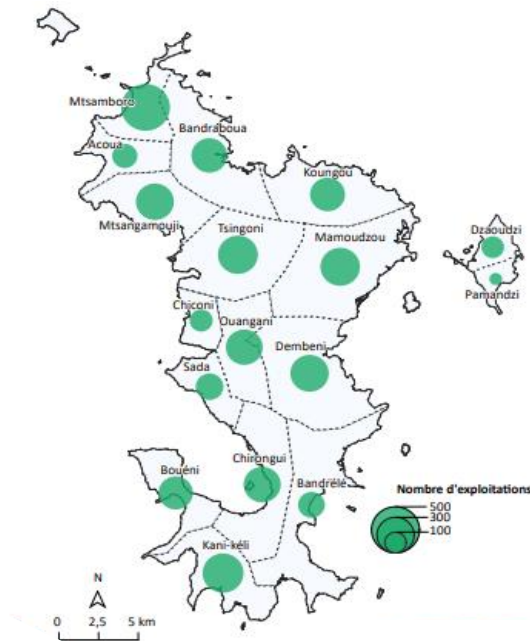 Mtsamboro
Bandraboua
Acoua
Koungou
Mtsangamouji
Tsingoni
Mamoudzou
Dzaoudzi
Pamandzi
Chiconi
Ouangani
Dembeni
Sada
Chirongui
Bouéni
Bandrélé
Nombre d'exploitations
500
300
100
Kani-kéli
N
0 2,5 5 km